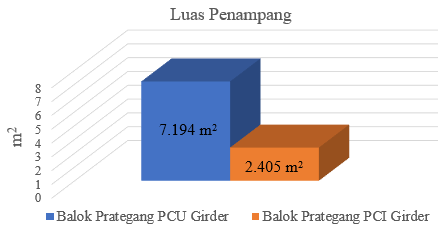 Luas Penampang
8
7
6
5
4
3
2
1
0
m²
7.194 m²
2.405 m²
Balok Prategang PCU Girder
Balok Prategang PCI Girder